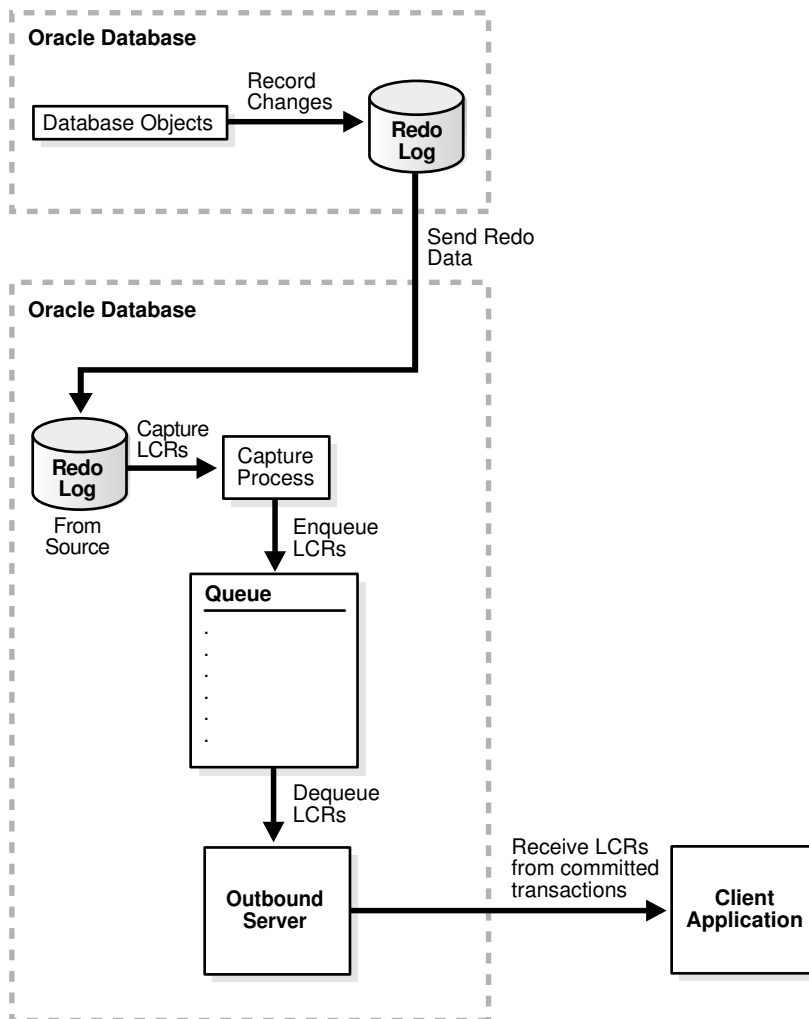 Oracle Database
Record
Changes
Database Objects
Redo
Log
Send Redo
Data
Oracle Database
Capture
LCRs
Redo
Log
Capture
Process
From
Source
Enqueue
LCRs
Queue
.
.
.
.
.
.
Dequeue
LCRs
Receive LCRs
from committed
transactions
Outbound
Server
Client
Application